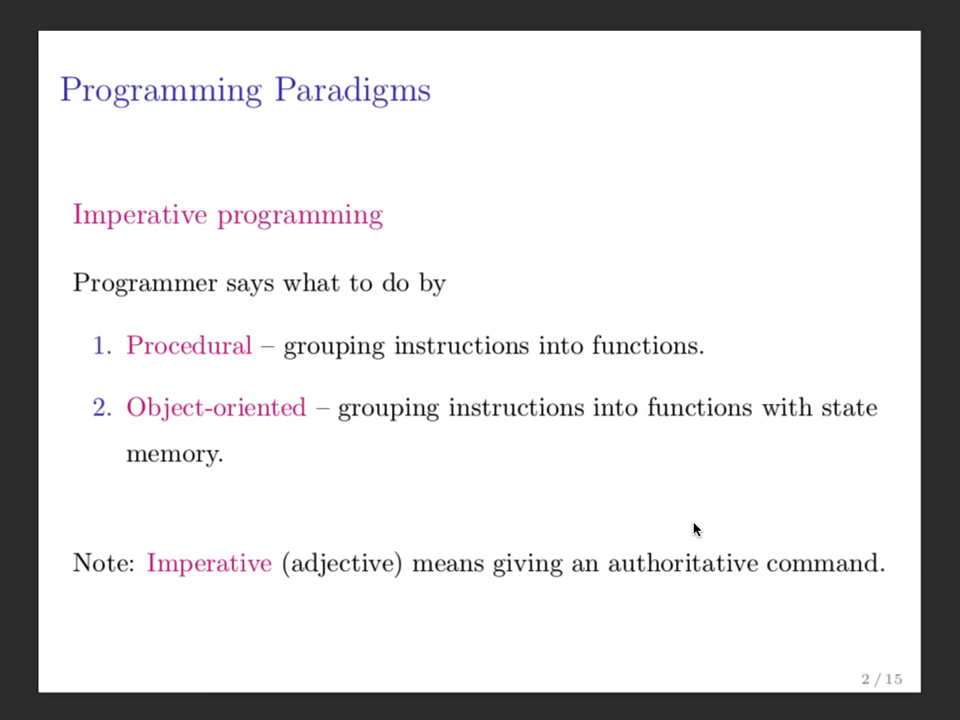 Programming Paradigms
Imperative programming
Programmer says what to do by
1. Procedural – grouping instructions into functions.
2. Object-oriented – grouping instructions into functions with state
memory.
Note: Imperative (adjective) means giving an authoritative command.
2 / 15